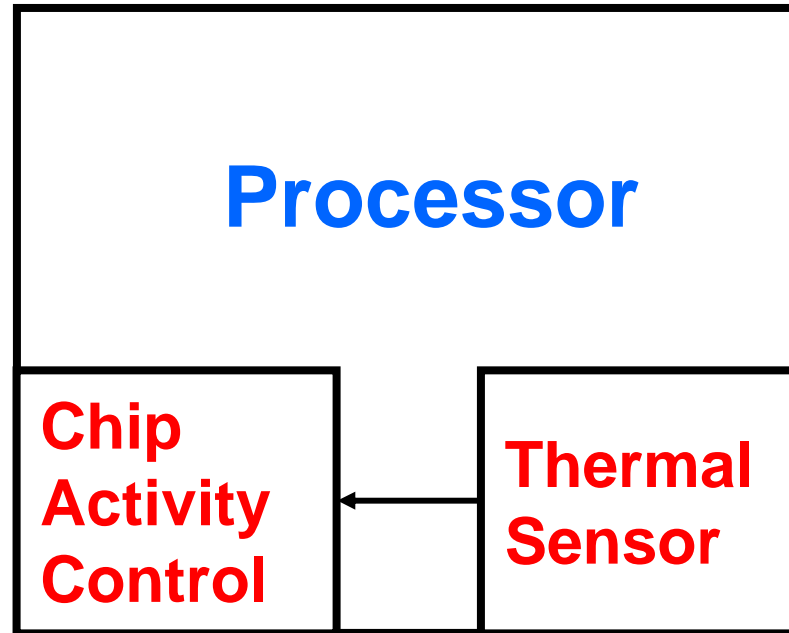 Processor
Chip
Activity
Control
Thermal
Sensor